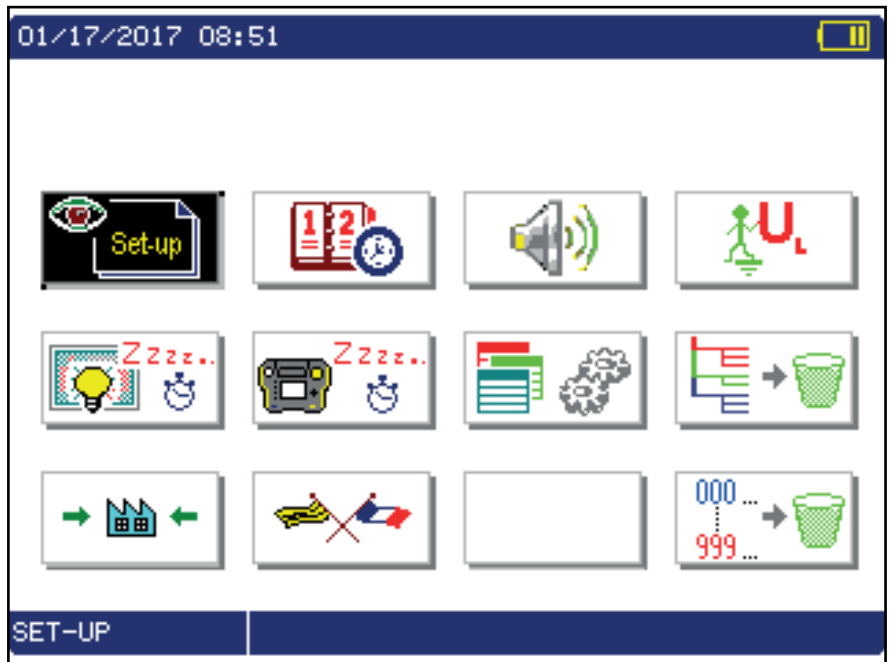 01/17/2017 08:51
Set-up
1 2
U L
Zzzz..
Zzzz..
F
000 ...
999 ...
SET-UP